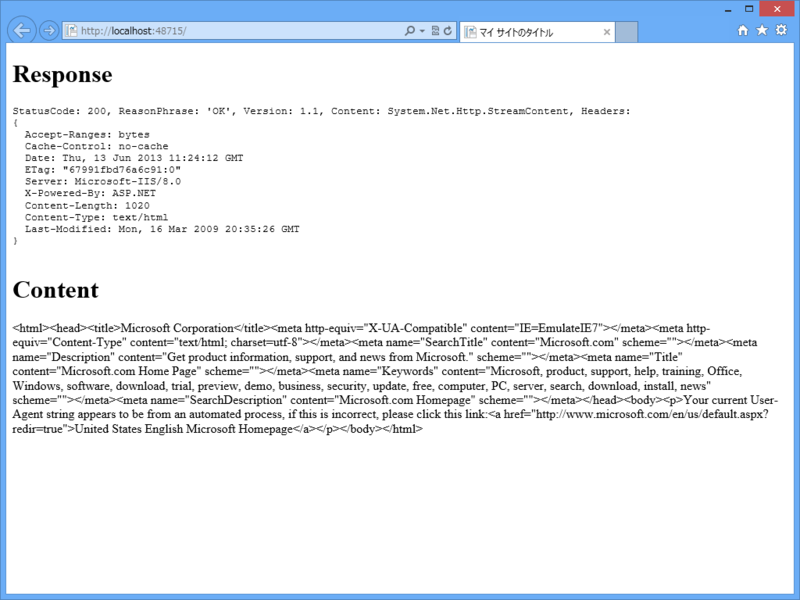 http://localhost:48715/
マイ サイトのタイトル
Response
StatusCode: 200, ReasonPhrase: 'OK', Version: 1.1, Content: System.Net.Http.StreamContent, Headers:
{
Accept-Ranges: bytes
Cache-Control: no-cache
Date: Thu, 13 Jun 2013 11:24:12 GMT
ETag: "67991fbd76a6c91:0"
Server: Microsoft-IIS/8.0
X-Powered-By: ASP.NET
Content-Length: 1020
Content-Type: text/html
Last-Modified: Mon, 16 Mar 2009 20:35:26 GMT
}
Content
<html><head><title>Microsoft Corporation</title><meta http-equiv="X-UA-Compatible" content="IE=EmulateIE7"></meta><meta http-
equiv="Content-Type" content="text/html; charset=utf-8"></meta><meta name="SearchTitle" content="Microsoft.com" scheme=""></meta><meta
name="Description" content="Get product information, support, and news from Microsoft." scheme=""></meta><meta name="Title"
content="Microsoft.com Home Page" scheme=""></meta><meta name="Keywords" content="Microsoft, product, support, help, training, Office,
Windows, software, download, trial, preview, demo, business, security, update, free, computer, PC, server, search, download, install, news"
scheme=""></meta><meta name="SearchDescription" content="Microsoft.com Homepage" scheme=""></meta></head><body><p>Your current User-
Agent string appears to be from an automated process, if this is incorrect, please click this link:<a href="http://www.microsoft.com/en/us/default.aspx?
redir=true">United States English Microsoft Homepage</a></p></body></html>